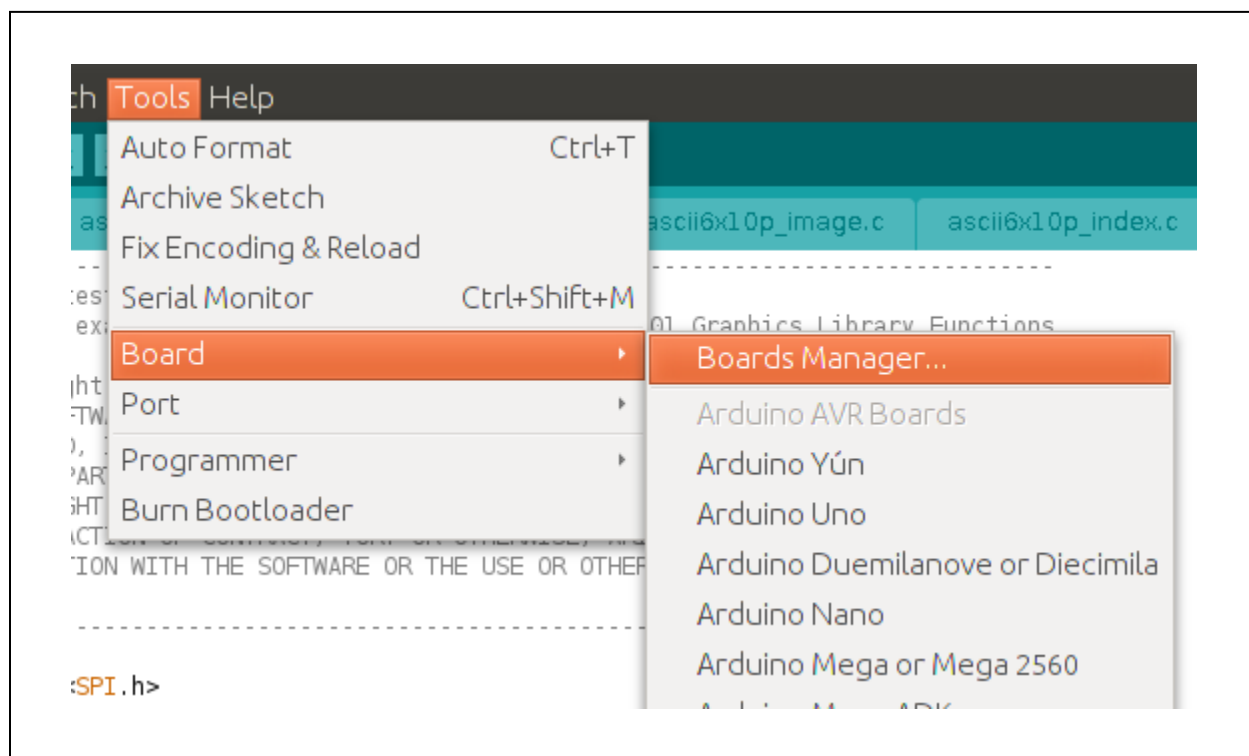 Tools Help
Auto Format Ctrl+T
Archive Sketch
Fix Encoding & Reload
Serial Monitor Ctrl+Shift+M
Board
Port
Programmer
Burn Bootloader
ascii6x10p_image.c ascii6x10p_index.c
Graphics Library Functions
Boards Manager...
Arduino AVR Boards
Arduino Yún
Arduino Uno
Arduino Duemilanove or Diecimila
Arduino Nano
Arduino Mega or Mega 2560
WITH THE SOFTWARE OR THE USE OR
SPI.h>